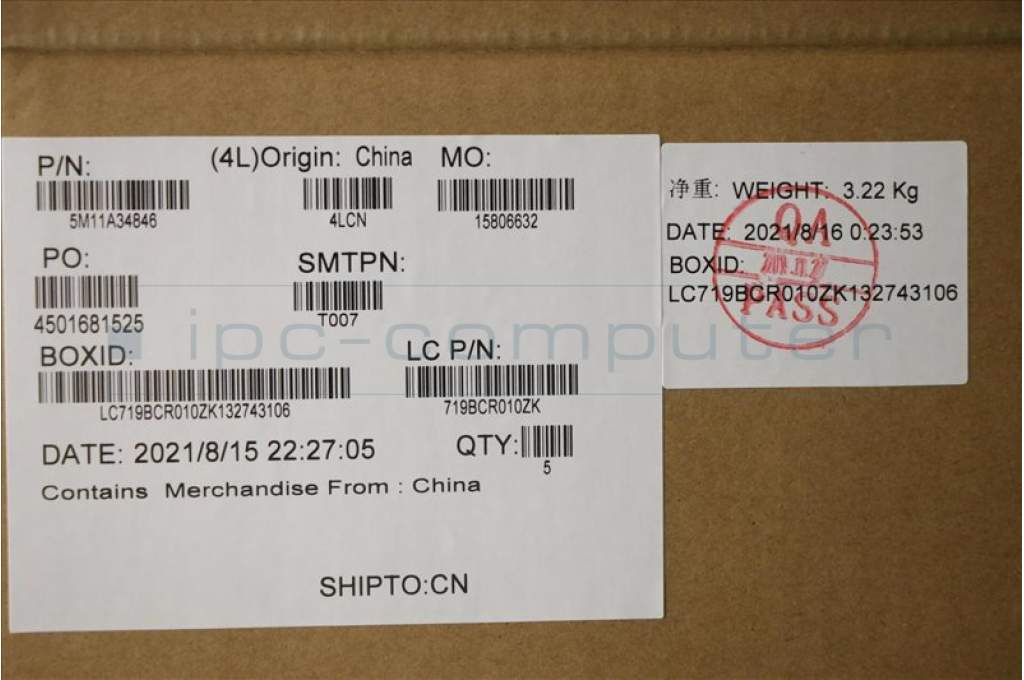 P/N:
5M11A34846
(4L)Origin: China
4LCN
MO:
15806632
PO:
4501681525
SMTPN:
T007
BOXID:
LC719BCR010ZK132743106
LC P/N:
719BCR010ZK
DATE: 2021/8/15 22:27:05
QTY:
5
Contains Merchandise From : China
SHIPTO:CN
净重: WEIGHT: 3.22 Kg
DATE: 2021/8/16 0:23:53
BOXID:
LC719BCR010ZK132743106
QA
PASS
ipc-computer